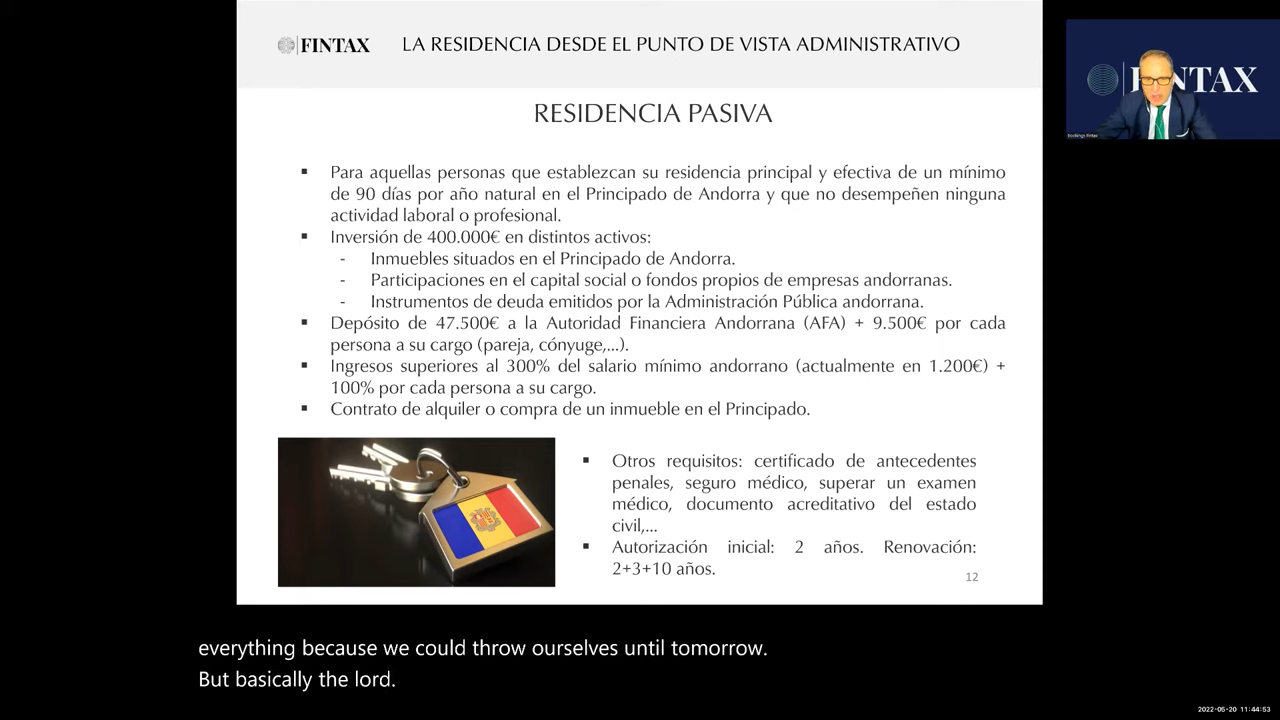 FINTAX
LA RESIDENCIA DESDE EL PUNTO DE VISTA ADMINISTRATIVO
FINTAX
RESIDENCIA PASIVA
▪ Para aquellas personas que establezcan su residencia principal y efectiva de un mínimo
de 90 días por año natural en el Principado de Andorra y que no desempeñen ninguna
actividad laboral o profesional.
▪ Inversión de 400.000€ en distintos activos:
- Inmuebles situados en el Principado de Andorra.
- Participaciones en el capital social o fondos propios de empresas andorranas.
- Instrumentos de deuda emitidos por la Administración Pública andorrana.
▪ Depósito de 47.500€ a la Autoridad Financiera Andorrana (AFA) + 9.500€ por cada
persona a su cargo (pareja, cónyuge,...).
▪ Ingresos superiores al 300% del salario mínimo andorrano (actualmente en 1.200€) +
100% por cada persona a su cargo.
▪ Contrato de alquiler o compra de un inmueble en el Principado.
▪ Otros requisitos: certificado de antecedentes
penales, seguro médico, superar un examen
médico, documento acreditativo del estado
civil,...
▪ Autorización inicial: 2 años. Renovación:
2+3+10 años.
12
everything because we could throw ourselves until tomorrow.
But basically the lord.
2022-05-20 11:44:53